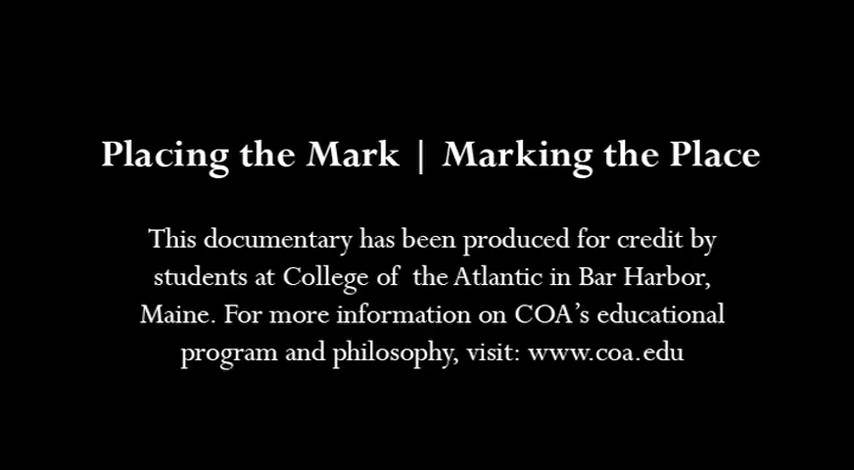 Placing the Mark | Marking the Place
This documentary has been produced for credit by
students at College of the Atlantic in Bar Harbor,
Maine. For more information on COA's educational
program and philosophy, visit: www.coa.edu